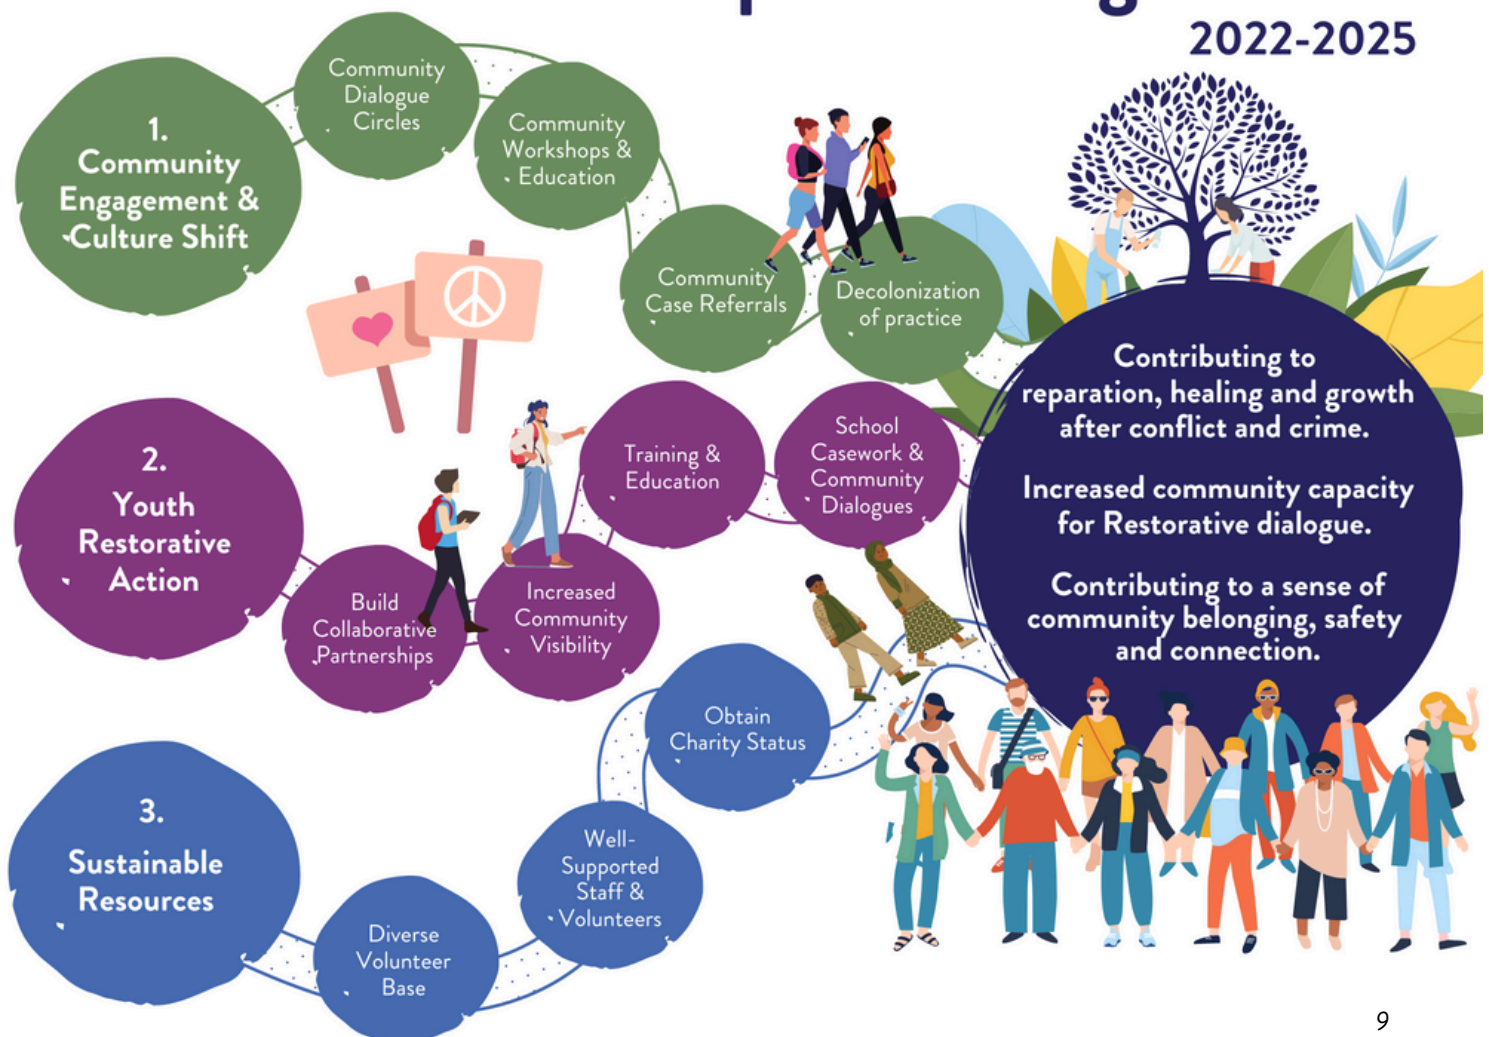 2022-2025
1.
Community
Engagement &
Culture Shift
Community
Dialogue
Circles
Community
Workshops &
Education
Community
Case Referrals
Decolonization
of practice
2.
Youth
Restorative
Action
Build
Collaborative
Partnerships
Increased
Community
Visibility
Training &
Education
School
Casework &
Community
Dialogues
3.
Sustainable
Resources
Diverse
Volunteer
Base
Well-
Supported
Staff &
Volunteers
Obtain
Charity Status
Contributing to
reparation, healing and growth
after conflict and crime.
Increased community capacity
for Restorative dialogue.
Contributing to a sense of
community belonging, safety
and connection.
9